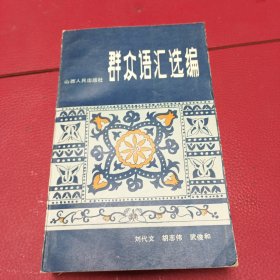 群众语汇选编
山西人民出版社
刘代文 胡志伟 阮俊和